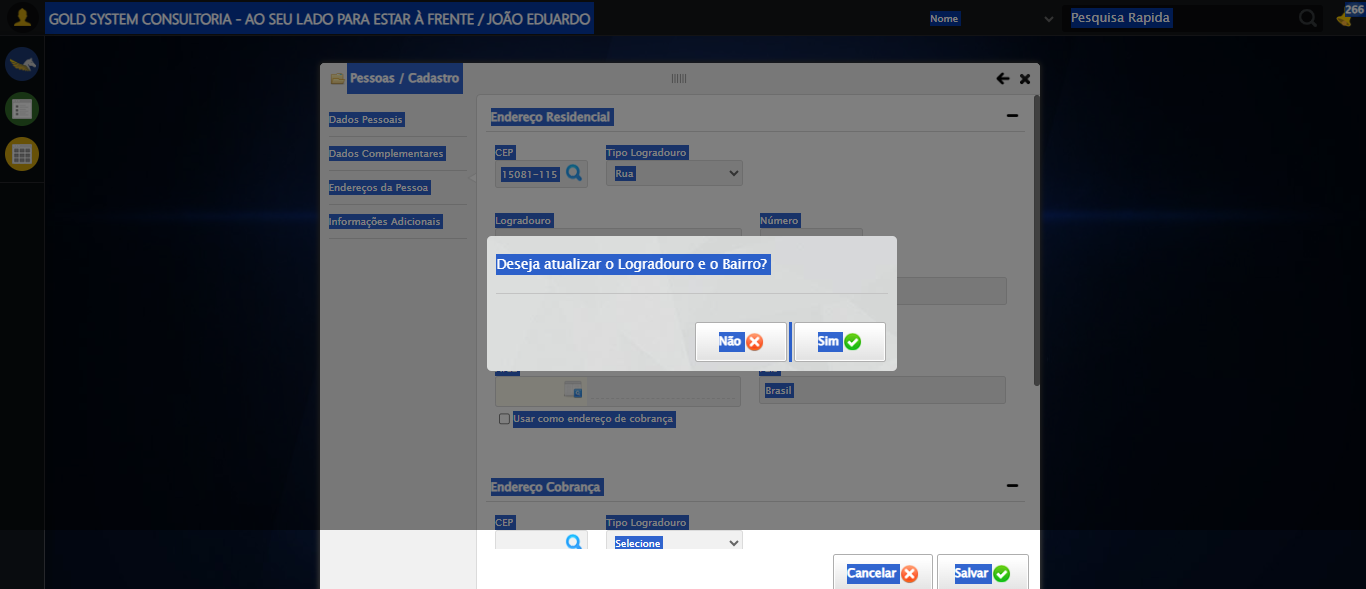 GOLD SYSTEM CONSULTORIA - AO SEU LADO PARA ESTAR À FRENTE / JOÃO EDUARDO
Nome
Pesquisa Rapida
266
Pessoas / Cadastro
Dados Pessoais
Dados Complementares
Endereços da Pessoa
Informações Adicionais
Endereço Residencial
CEP
Tipo Logradouro
15081-115
Rua
Logradouro
Número
Deseja atualizar o Logradouro e o Bairro?
Não
Sim
Brasil
Usar como endereço de cobrança
Endereço Cobrança
CEP
Tipo Logradouro
Selecione
Cancelar
Salvar